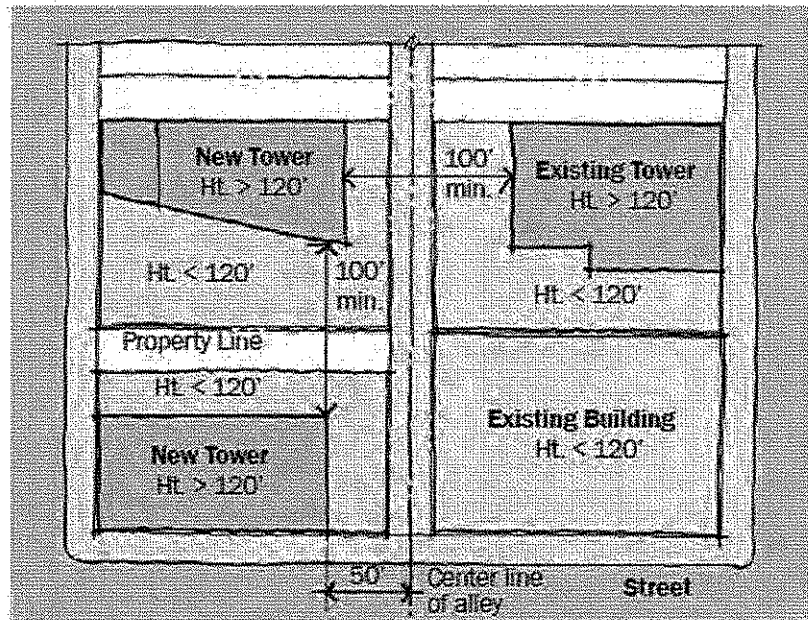 New Tower
Ht. > 120'
100'
min.
Existing Tower
Ht. > 120'
Ht. < 120'
100'
min.
Ht. < 120'
Property Line
Ht. < 120'
New Tower
Ht. > 120'
Existing Building
Ht. < 120'
50'
Center line
of alley
Street